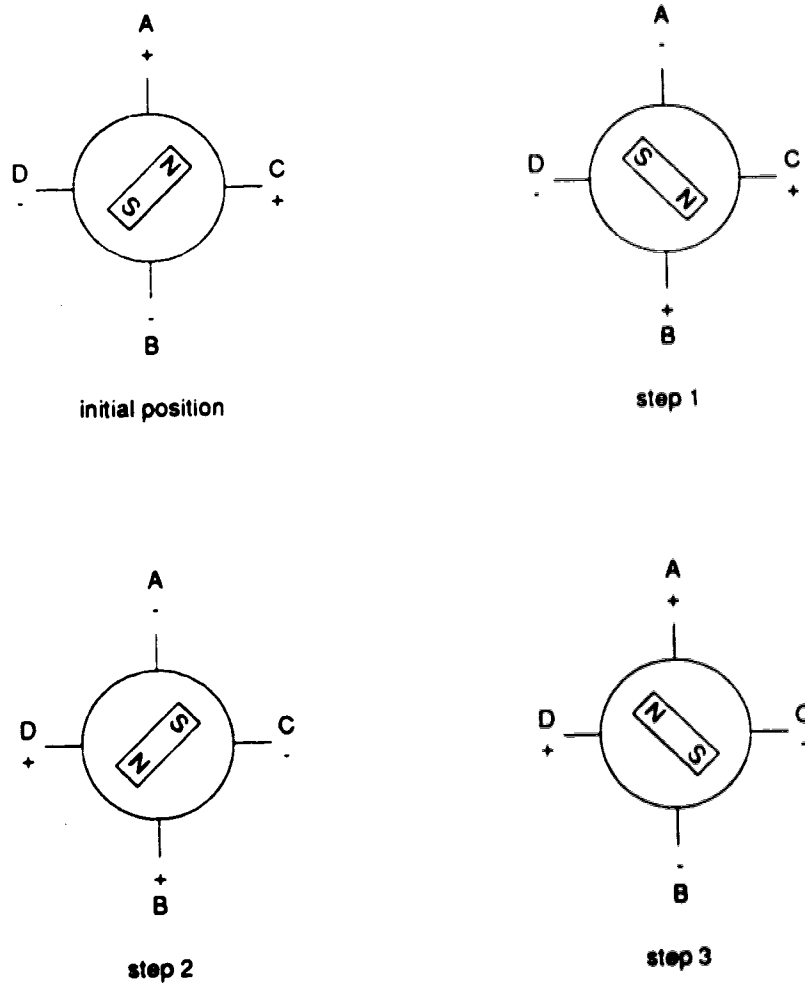 A
+
D
-
N
S
C
+
-
B
initial position
A
-
D
-
S
N
C
+
+
B
step 1
A
-
D
+
S
N
C
-
+
B
step 2
A
+
D
+
N
S
-
B
step 3